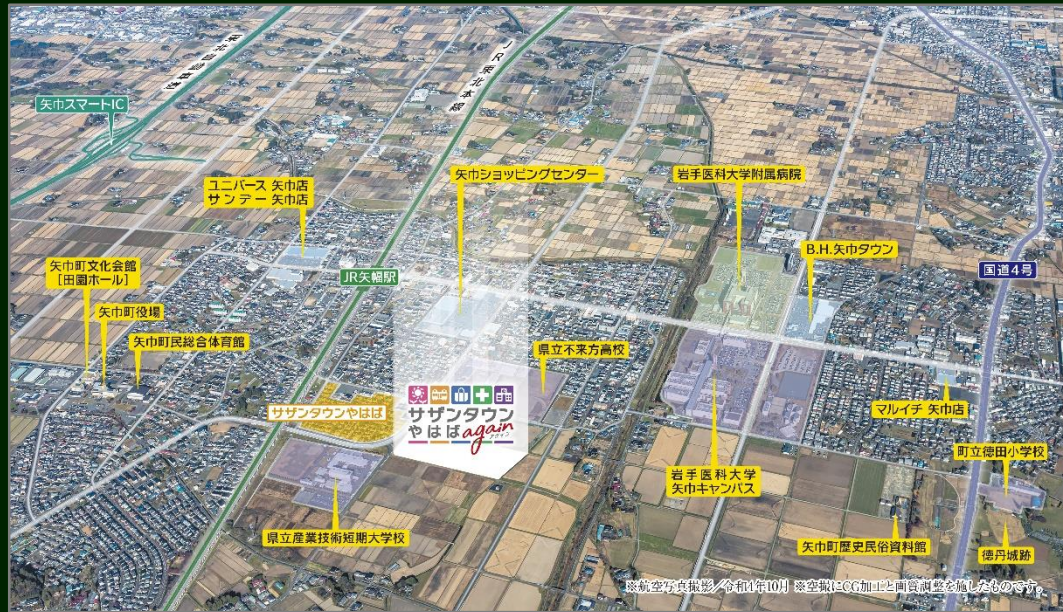 東北自動車道
JR東北本線
矢巾スマートIC
ユニバース 矢巾店
サンデー 矢巾店
矢巾ショッピングセンター
岩手医科大学附属病院
B.H.矢巾タウン
国道4号
矢巾町文化会館
[田園ホール]
矢巾町役場
矢巾町民総合体育館
JR矢幅駅
県立不来方高校
マルイチ 矢巾店
サザンタウンやはば
サザンタウン
やはば again
アゲイン
町立徳田小学校
岩手医科大学
矢巾キャンパス
県立産業技術短期大学校
矢巾町歴史民俗資料館
徳丹城跡
※航空写真撮影／令和4年10月 ※空撮にCG加工と画質調整を施したものです。